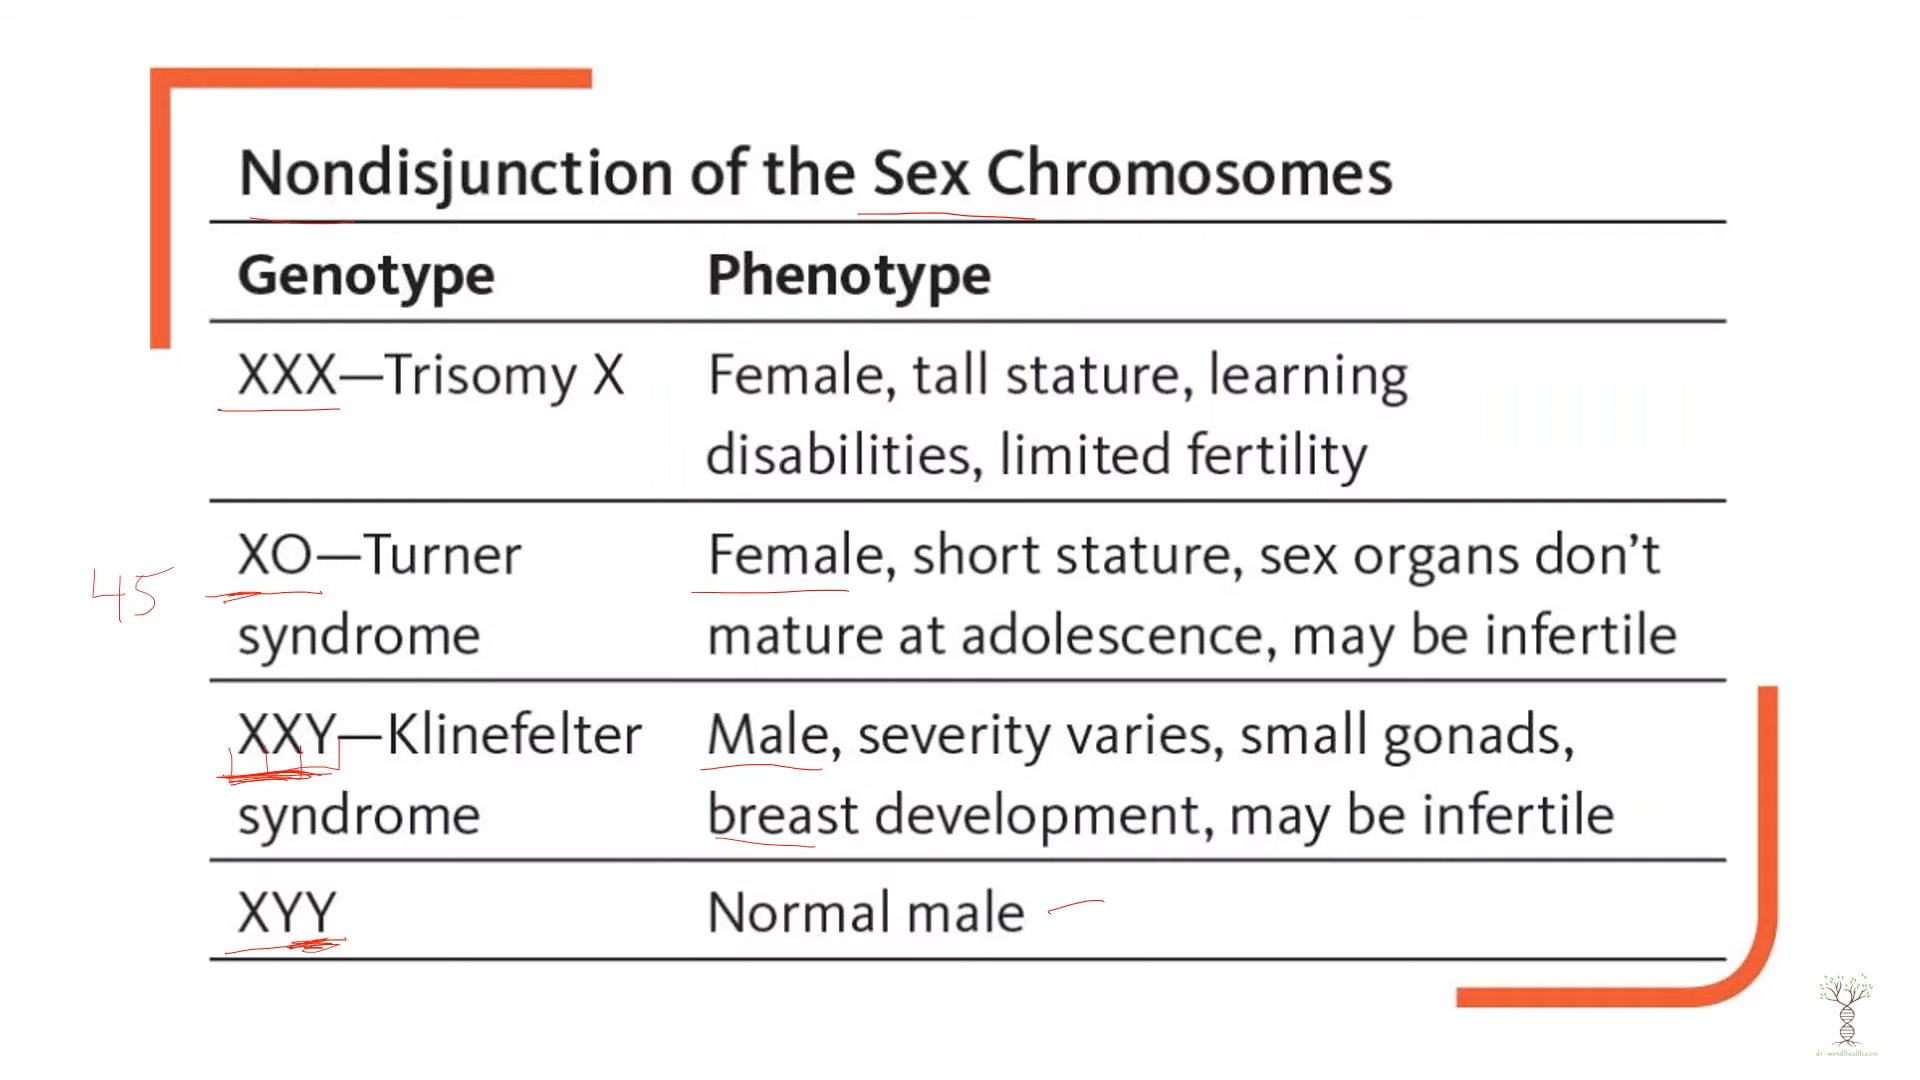 Nondisjunction of the Sex Chromosomes
Genotype Phenotype
XXX—Trisomy X Female, tall stature, learning
disabilities, limited fertility
45 XO—Turner Female, short stature, sex organs don’t
syndrome mature at adolescence, may be infertile
XXY—Klinefelter Male, severity varies, small gonads,
syndrome breast development, may be infertile
XYY Normal male